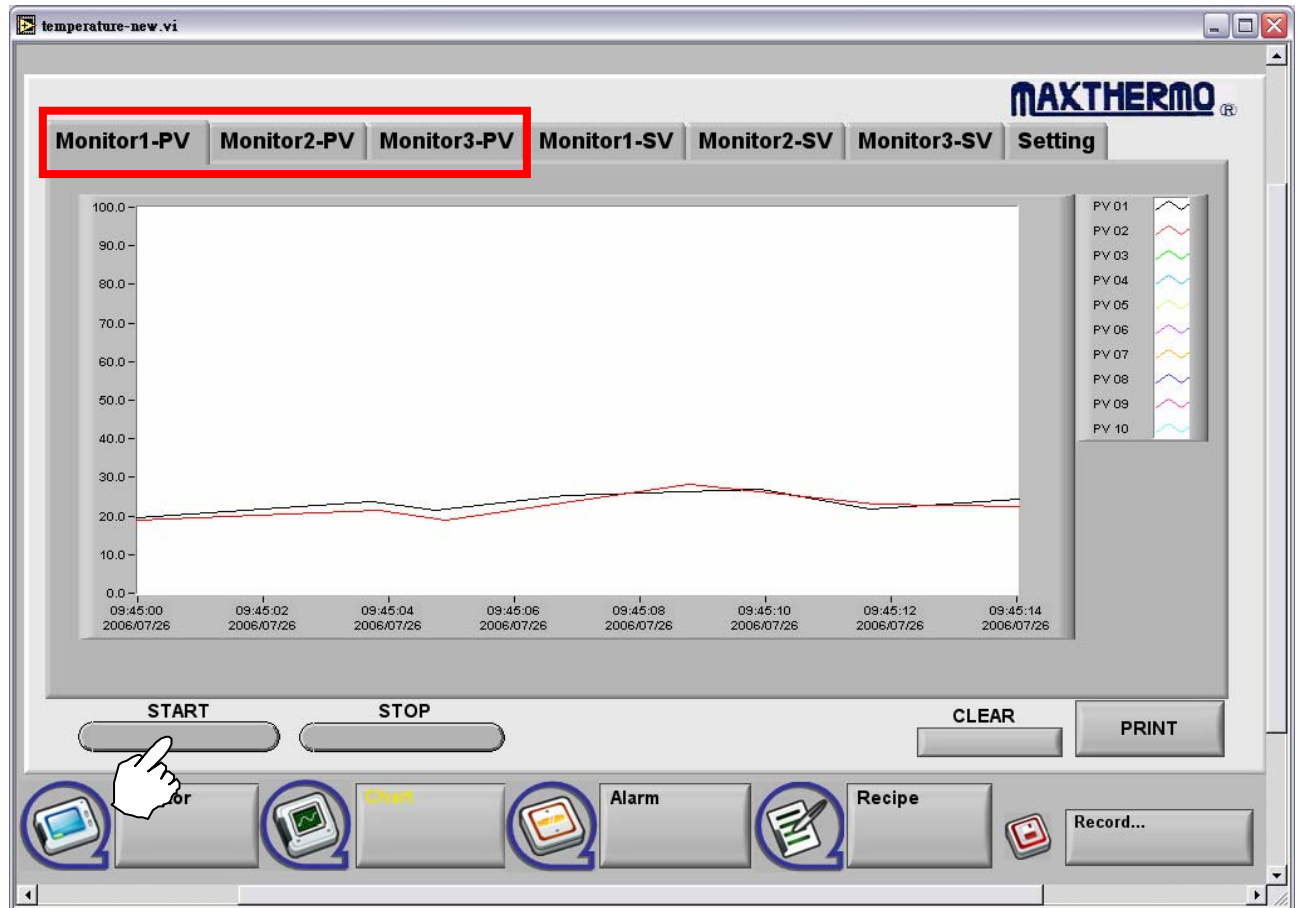 temperature-new.vi
MAXTHERMO ®
Monitor1-PV Monitor2-PV Monitor3-PV Monitor1-SV Monitor2-SV Monitor3-SV Setting
100.0
90.0
80.0
70.0
60.0
50.0
40.0
30.0
20.0
10.0
0.0
09:45:00 09:45:02 09:45:04 09:45:06 09:45:08 09:45:10 09:45:12 09:45:14
2006/07/26 2006/07/26 2006/07/26 2006/07/26 2006/07/26 2006/07/26 2006/07/26 2006/07/26
PV 01
PV 02
PV 03
PV 04
PV 05
PV 06
PV 07
PV 08
PV 09
PV 10
START STOP CLEAR PRINT
Chart Alarm Recipe Record...